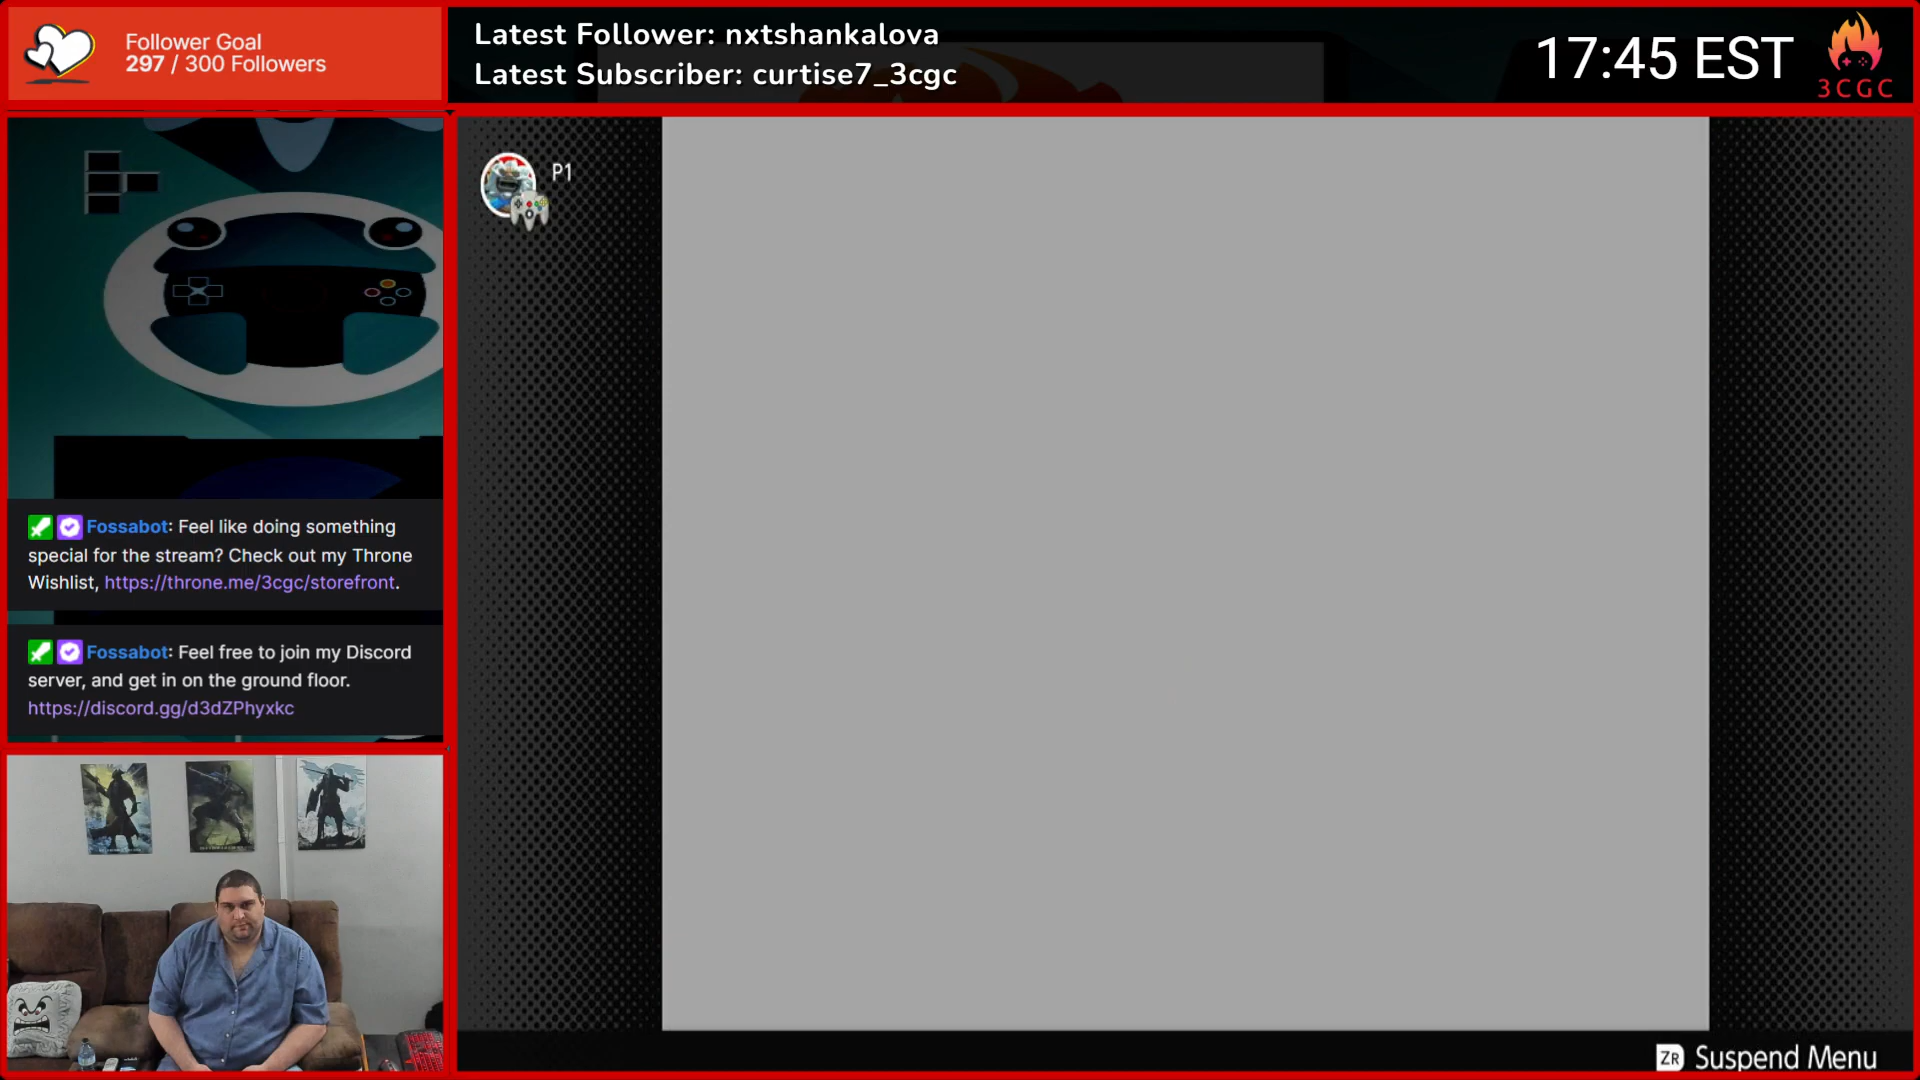 Follower Goal
297 / 300 Followers
Latest Follower: nxtshankalova
Latest Subscriber: curtise7_3cgc
17:45 EST
3CGC
P1
Fossabot: Feel like doing something
special for the stream? Check out my Throne
Wishlist, https://throne.me/3cgc/storefront.
Fossabot: Feel free to join my Discord
server, and get in on the ground floor.
https://discord.gg/d3dZPhyxkc
ZR Suspend Menu